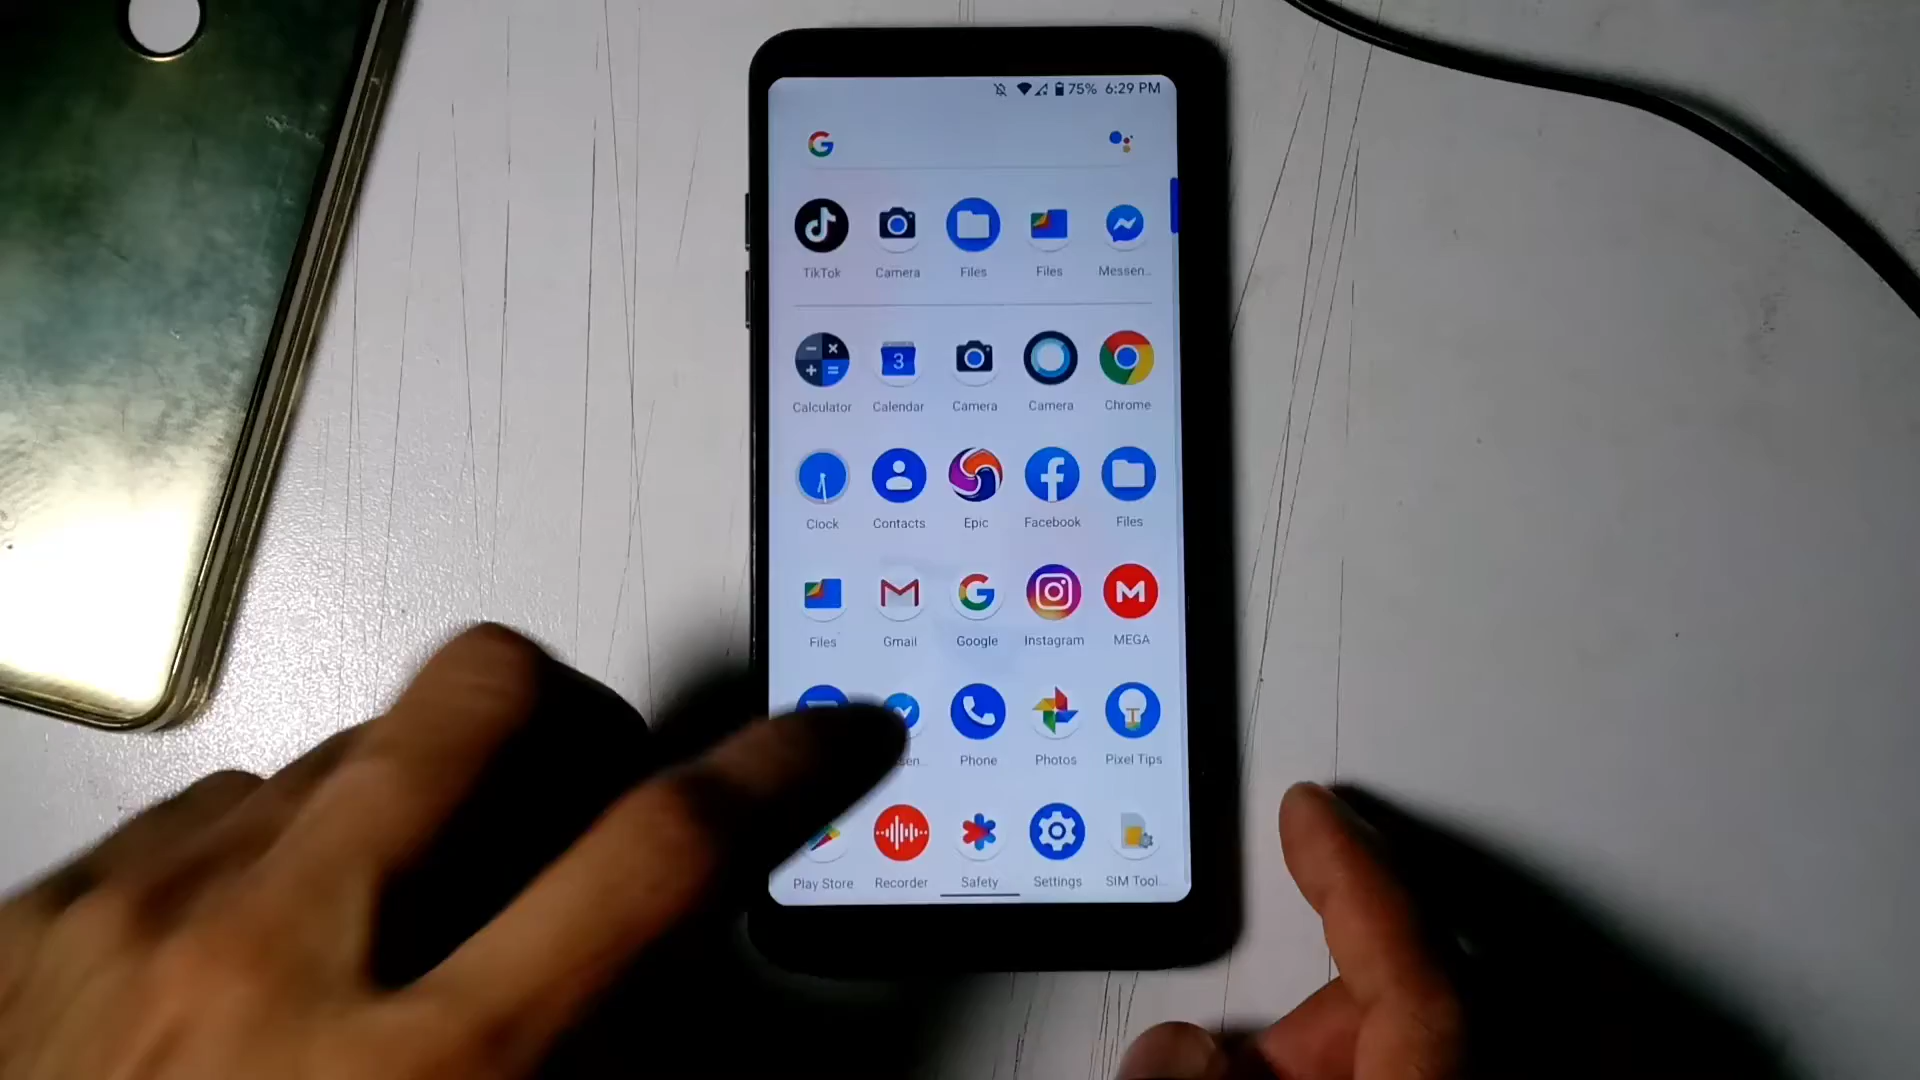 75% 6:29 PM
TikTok Camera Files Files Messen...
3
Calculator Calendar Camera Camera Chrome
Clock Contacts Epic Facebook Files
Files Gmail Google Instagram MEGA
Phone Photos Pixel Tips
Play Store Recorder Safety Settings SIM Tool...